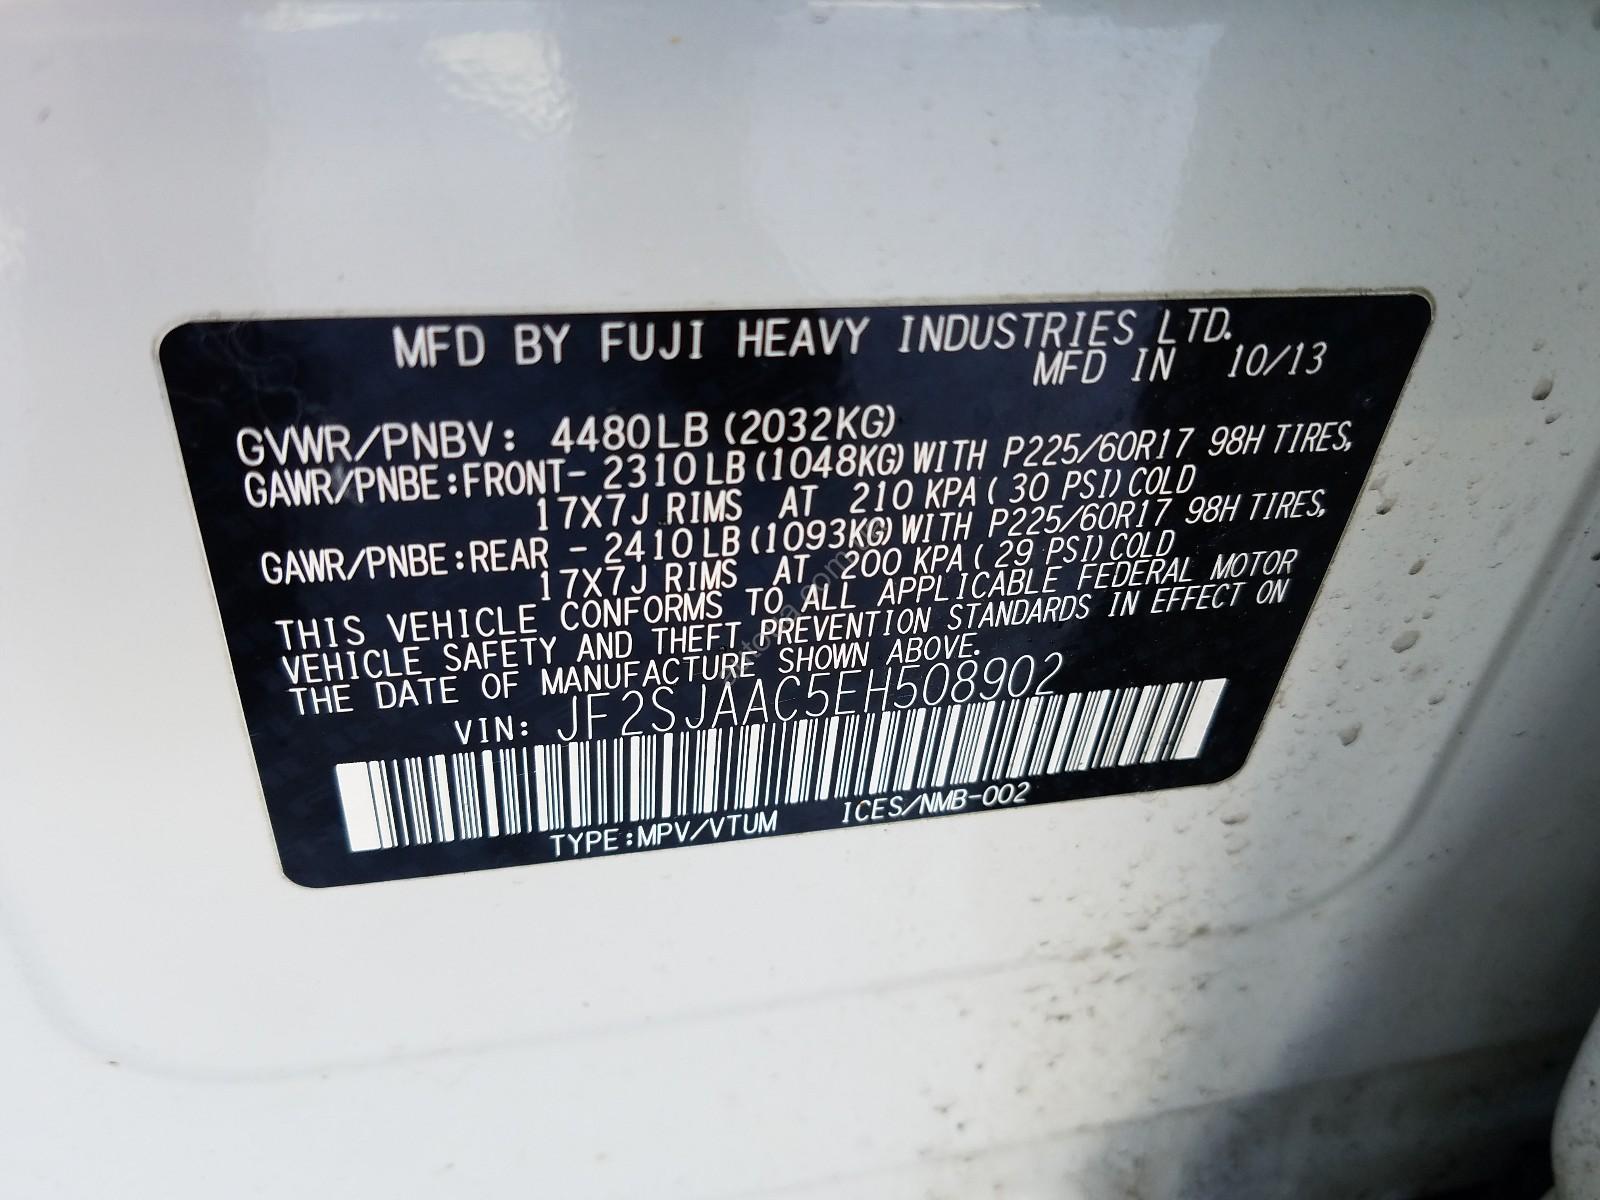 MFD BY FUJI HEAVY INDUSTRIES LTD.
MFD IN 10/13
GVWR/PNBV: 4480LB (2032KG)
GAWR/PNBE:FRONT- 2310LB (1048KG) WITH P225/60R17 98H TIRES,
17X7J RIMS AT 210 KPA ( 30 PSI) COLD
GAWR/PNBE:REAR - 2410LB (1093KG) WITH P225/60R17 98H TIRES,
17X7J RIMS AT 200 KPA ( 29 PSI) COLD
THIS VEHICLE CONFORMS TO ALL APPLICABLE FEDERAL MOTOR
VEHICLE SAFETY AND THEFT PREVENTION STANDARDS IN EFFECT ON
THE DATE OF MANUFACTURE SHOWN ABOVE.
VIN: JF2SJAAC5EH508902
TYPE:MPV/VTUM ICES/NMB-002